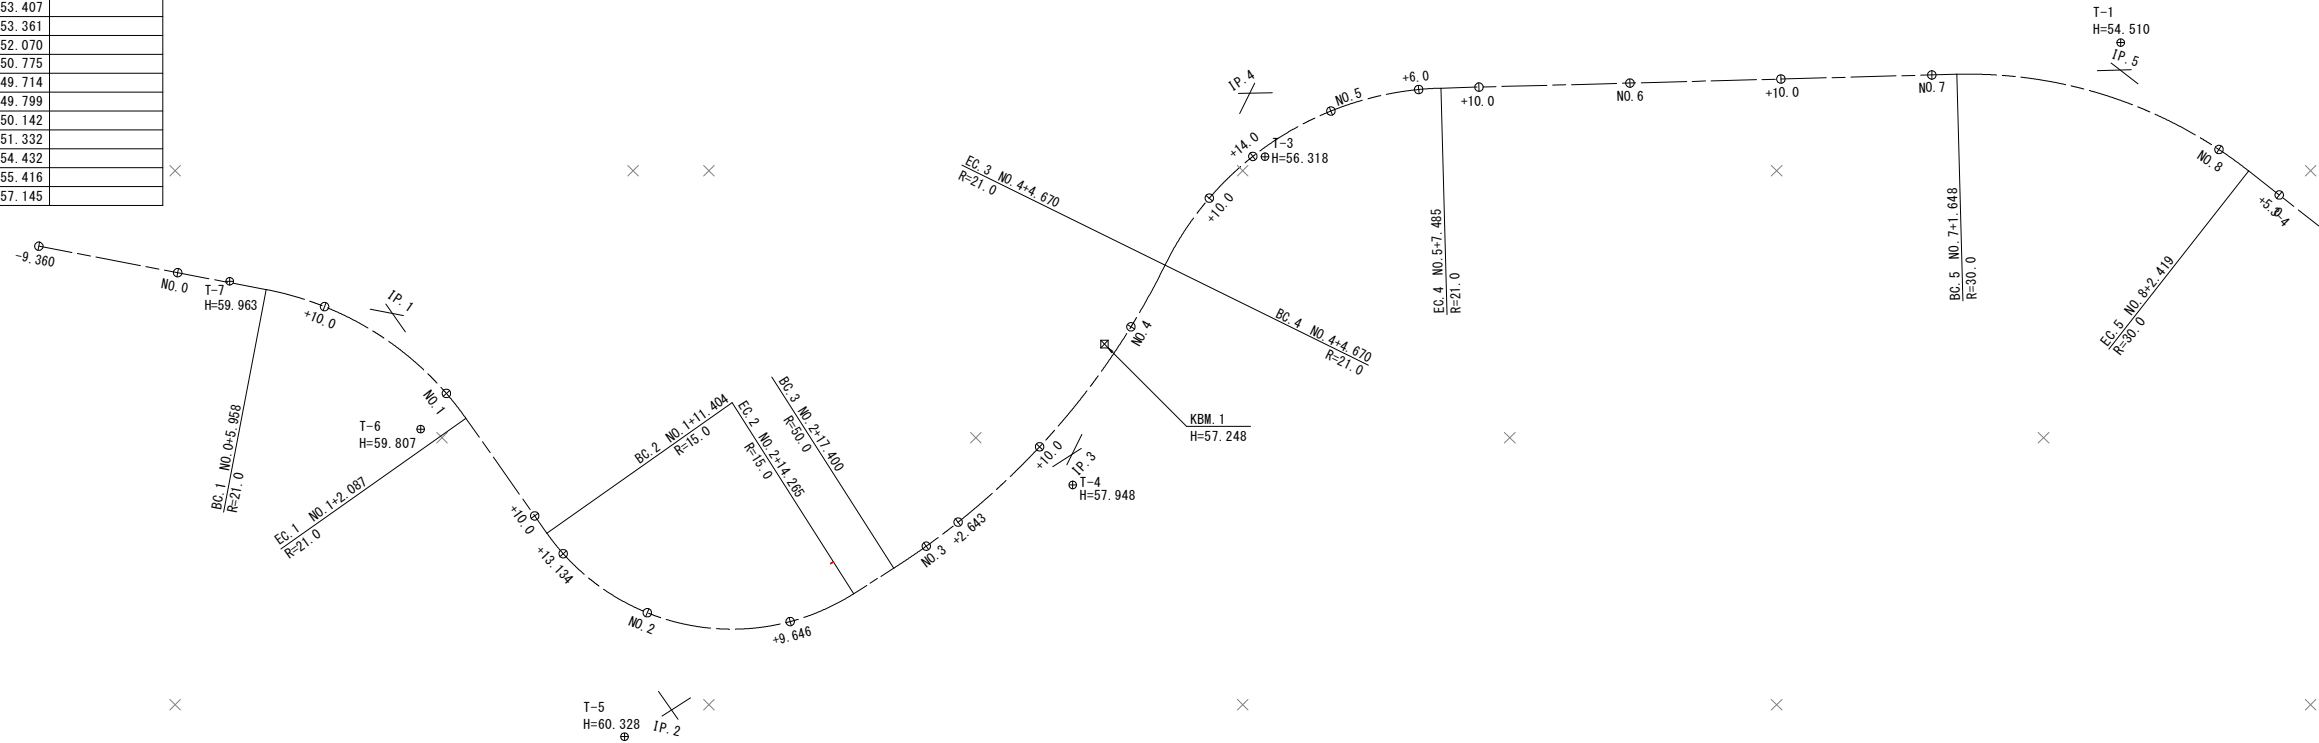 53.407
53.361
52.070
50.775
49.714
49.799
50.142
51.332
54.432
55.416
57.145
-9.360
NO.0
T-7
H=59.963
+10.0
IP.1
BC.1 NO.0+5.958
R=21.0
NO.1
T-6
H=59.807
EC.1 NO.1+2.087
R=21.0
+10.0
+13.134
BC.2 NO.1+11.404
R=15.0
NO.2
T-5
H=60.328
IP.2
+9.646
EC.2 NO.2+14.265
R=15.0
BC.3 NO.2+17.400
R=50.0
NO.3
+2.643
+10.0
IP.3
T-4
H=57.948
KBM.1
H=57.248
NO.4
EC.3 NO.4+4.670
R=21.0
BC.4 NO.4+4.670
R=21.0
+10.0
+14.0
T-3
H=56.318
IP.4
NO.5
+6.0
EC.4 NO.5+7.485
R=21.0
+10.0
NO.6
+10.0
NO.7
BC.5 NO.7+1.648
R=30.0
T-1
H=54.510
IP.5
NO.8
EC.5 NO.8+2.419
R=30.0